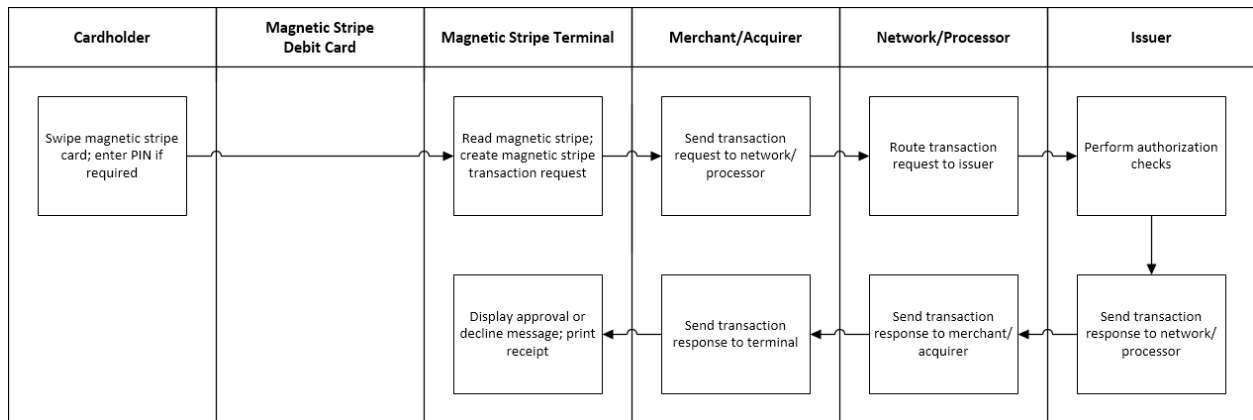 Cardholder
Magnetic Stripe
Debit Card
Magnetic Stripe Terminal
Merchant/Acquirer
Network/Processor
Issuer
Swipe magnetic stripe
card; enter PIN if
required
Read magnetic stripe;
create magnetic stripe
transaction request
Send transaction
request to network/
processor
Route transaction
request to issuer
Perform authorization
checks
Display approval or
decline message; print
receipt
Send transaction
response to terminal
Send transaction
response to merchant/
acquirer
Send transaction
response to network/
processor